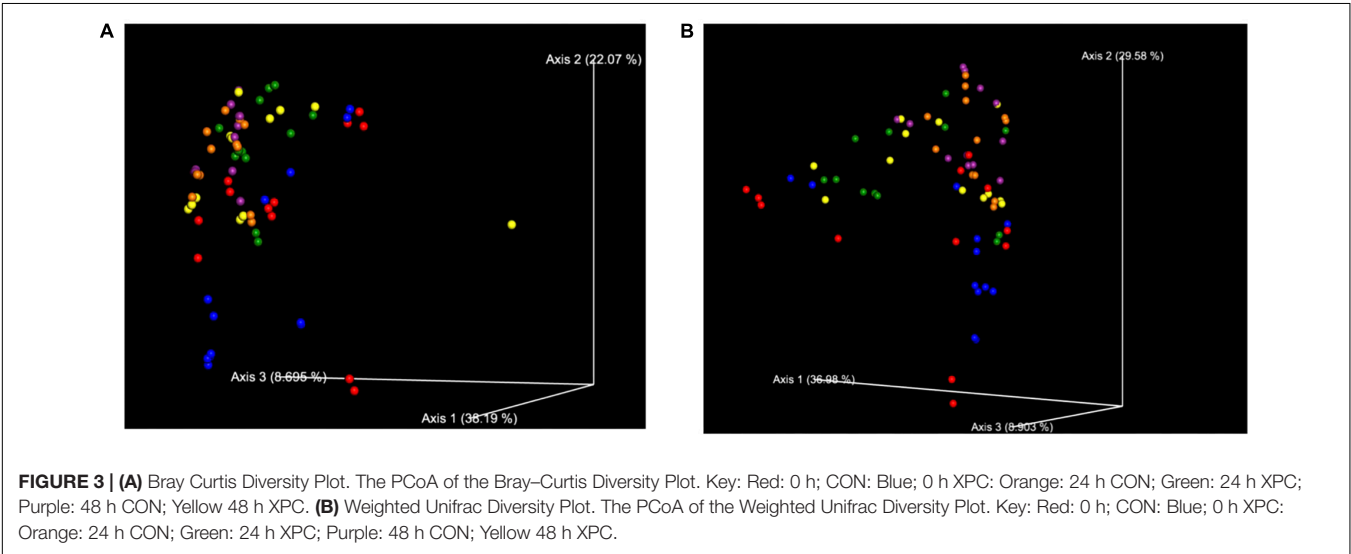 A
B
Axis 2 (22.07 %)
Axis 2 (29.58 %)
Axis 3 (8.695 %)
Axis 1 (38.19 %)
Axis 1 (36.98 %)
Axis 3 (8.903 %)
FIGURE 3 | (A) Bray Curtis Diversity Plot. The PCoA of the Bray–Curtis Diversity Plot. Key: Red: 0 h; CON: Blue; 0 h XPC: Orange: 24 h CON; Green: 24 h XPC;
Purple: 48 h CON; Yellow 48 h XPC. (B) Weighted Unifrac Diversity Plot. The PCoA of the Weighted Unifrac Diversity Plot. Key: Red: 0 h; CON: Blue; 0 h XPC:
Orange: 24 h CON; Green: 24 h XPC; Purple: 48 h CON; Yellow 48 h XPC.